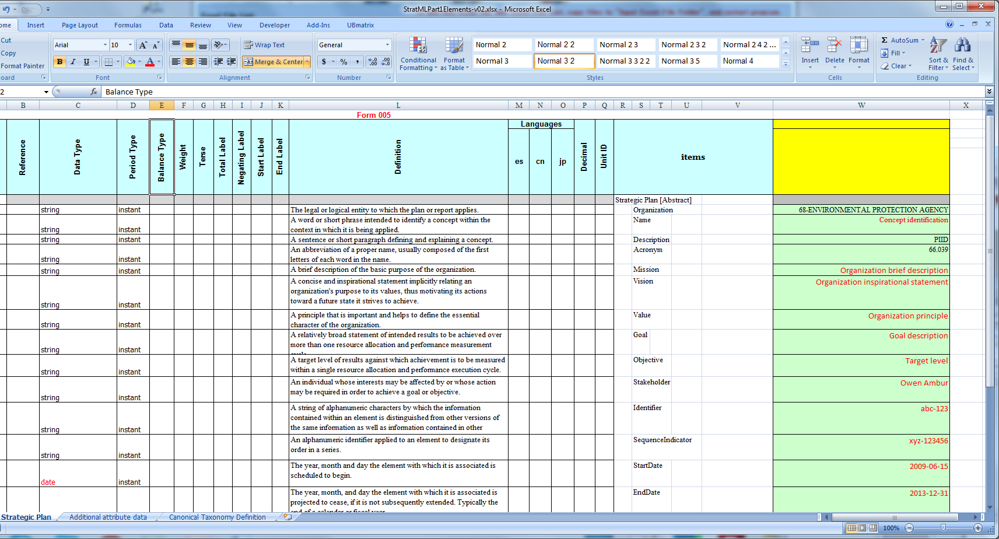 StratMLPart1Elements-v02.xlsx - Microsoft Excel
ome Insert Page Layout Formulas Data Review View Developer Add-Ins UBmatrix
Cut
Copy
Format Painter
oard
Arial 10
B I U
Font
Wrap Text
Merge & Center
Alignment
General
$ % ,
Number
Conditional Formatting
Format as Table
Normal 2 Normal 2 2 Normal 2 3 Normal 2 3 2 Normal 2 4 2 ...
Normal 3 Normal 3 2 Normal 3 3 2 2 Normal 3 5 Normal 4
Styles
Insert Delete Format
Cells
Σ AutoSum
Fill
Clear
Sort & Filter
Find & Select
Editing
2 fx Balance Type
B C D E F G H I J K L M N O P Q R S T U V W X
Form 005
Reference
Data Type
Period Type
Balance Type
Weight
Terse
Total Label
Negating Label
Start Label
End Label
Definition
Languages
es cn jp
Decimal
Unit ID
items
Strategic Plan [Abstract]
string instant The legal or logical entity to which the plan or report applies. Organization 68-ENVIRONMENTAL PROTECTION AGENCY
A word or short phrase intended to identify a concept within the Name Concept identification
string instant context in which it is being applied.
string instant A sentence or short paragraph defining and explaining a concept. Description PIID
An abbreviation of a proper name, usually composed of the first Acronym 66.039
string instant letters of each word in the name.
string instant A brief description of the basic purpose of the organization. Mission Organization brief description
A concise and inspirational statement implicitly relating an Vision Organization inspirational statement
organization's purpose to its values, thus motivating its actions
string instant toward a future state it strives to achieve.
A principle that is important and helps to define the essential Value Organization principle
string instant character of the organization.
A relatively broad statement of intended results to be achieved over Goal Goal description
more than one resource allocation and performance measurement
string instant
A target level of results against which achievement is to be measured Objective Target level
string instant within a single resource allocation and performance execution cycle.
An individual whose interests may be affected by or whose action Stakeholder Owen Ambur
may be required in order to achieve a goal or objective.
string instant
A string of alphanumeric characters by which the information Identifier abc-123
contained within an element is distinguished from other versions of
string instant the same information as well as information contained in other
An alphanumeric identifier applied to an element to designate its SequenceIndicator xyz-123456
string instant order in a series.
The year, month and day the element with which it is associated is StartDate 2009-06-15
scheduled to begin.
date instant
The year, month, and day the element with which it is associated is EndDate 2013-12-31
projected to cease, if it is not subsequently extended. Typically the
end of a calendar or fiscal year.
Strategic Plan Additional attribute data Canonical Taxonomy Definition
100%